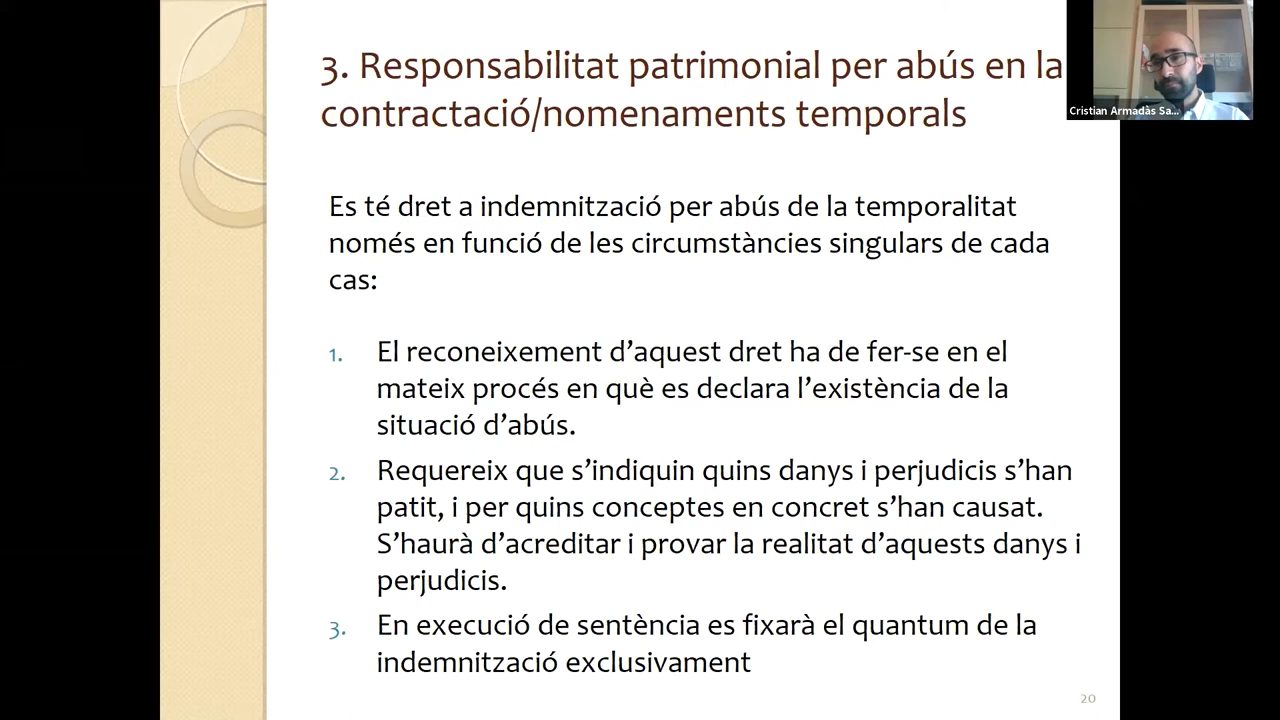 3. Responsabilitat patrimonial per abús en la
contractació/nomenaments temporals
Cristian Armadàs Sa...
Es té dret a indemnització per abús de la temporalitat
només en funció de les circumstàncies singulars de cada
cas:
1. El reconeixement d’aquest dret ha de fer-se en el
mateix procés en què es declara l’existència de la
situació d’abús.
2. Requereix que s’indiquin quins danys i perjudicis s’han
patit, i per quins conceptes en concret s’han causat.
S’haurà d’acreditar i provar la realitat d’aquests danys i
perjudicis.
3. En execució de sentència es fixarà el quantum de la
indemnització exclusivament
20